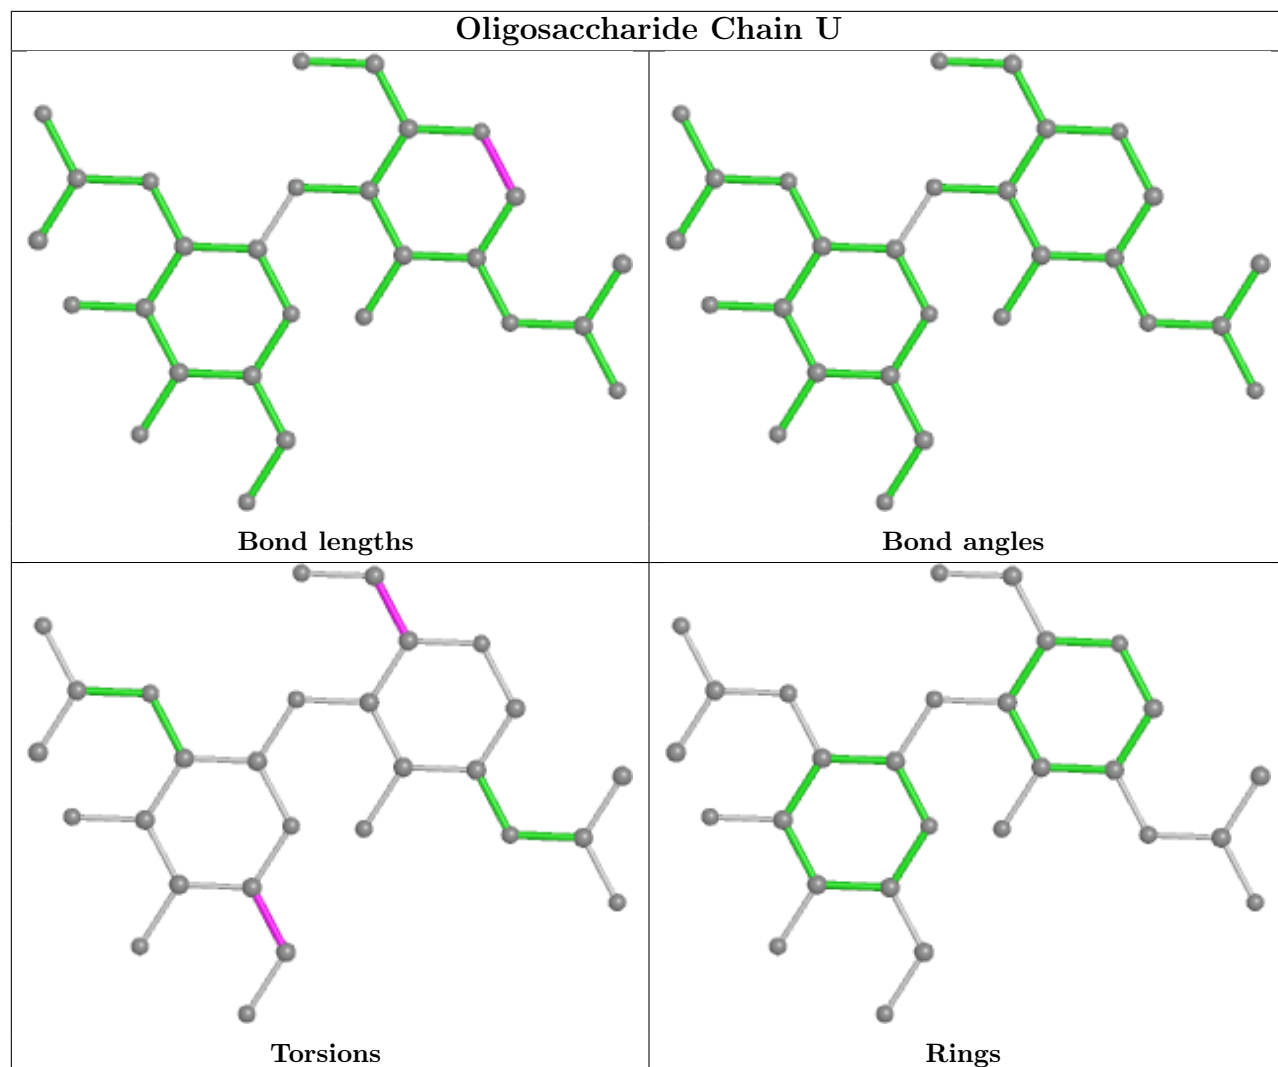 Oligosaccharide Chain U
Bond lengths
Bond angles
Torsions
Rings